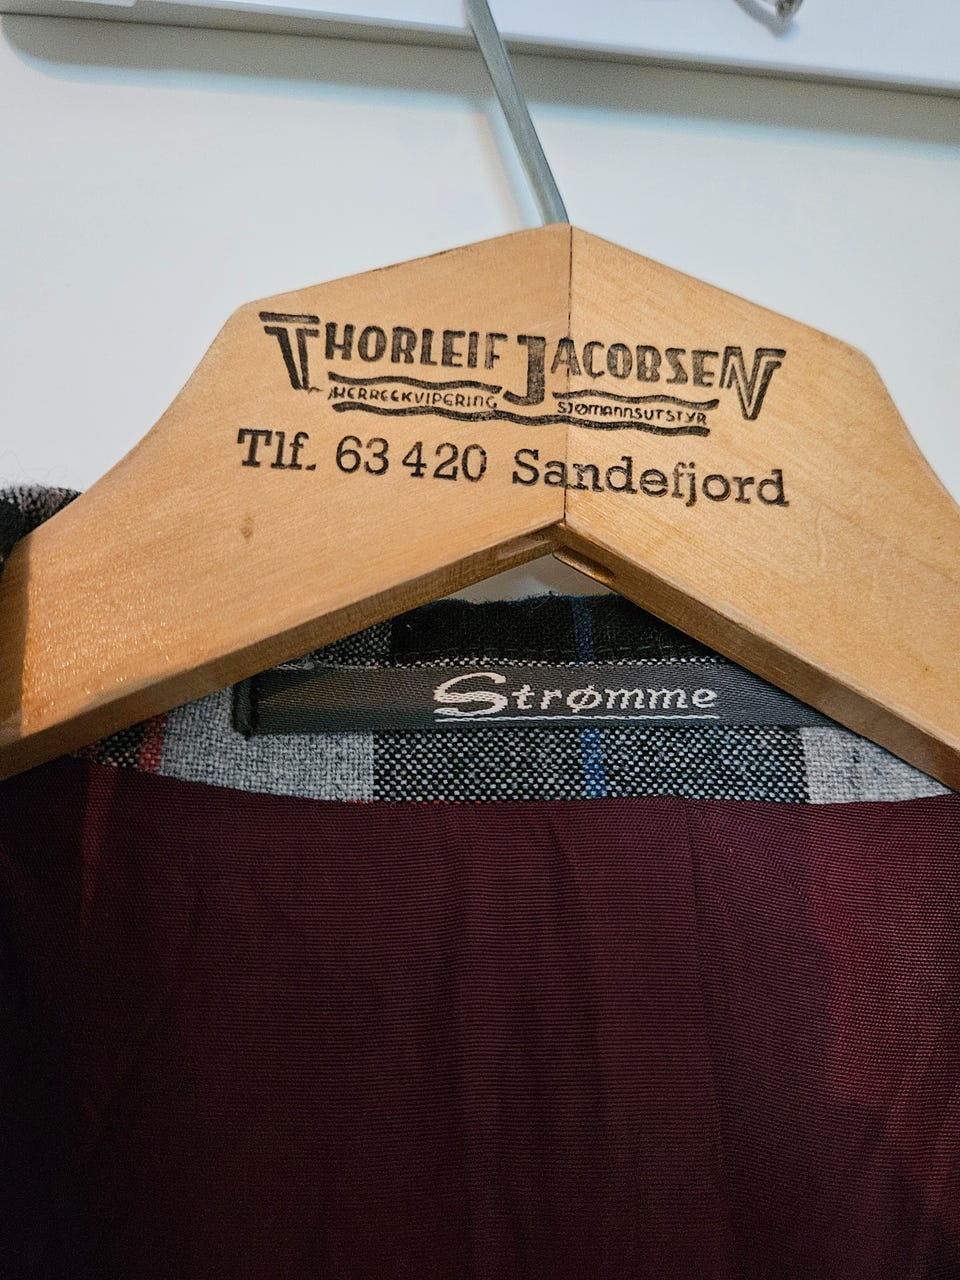 THORLEIF JACOBSEN
HERREEKVIPERING SJØMANNSUTSTYR
Tlf. 63 420 Sandefjord
Strømme